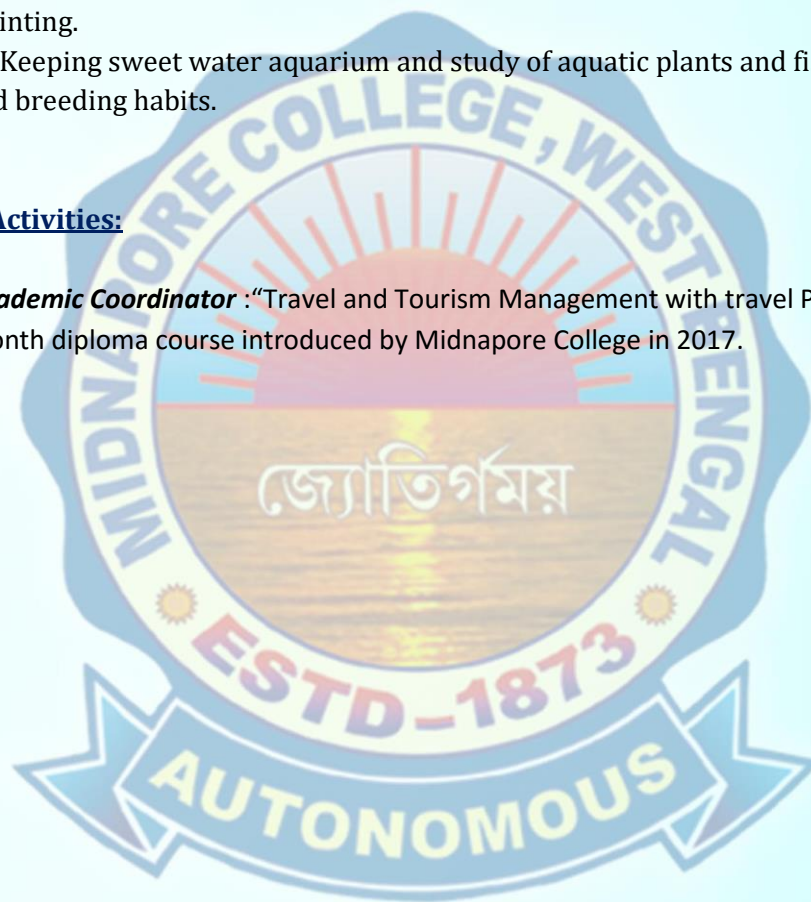 inting.
Keeping sweet water aquarium and study of aquatic plants and fi
d breeding habits.
Activities:
ademic Coordinator :“Travel and Tourism Management with travel P
onth diploma course introduced by Midnapore College in 2017.
MIDNAPORE COLLEGE, WEST BENGAL
জ্যোতির্গময়
ESTD-1873
AUTONOMOUS